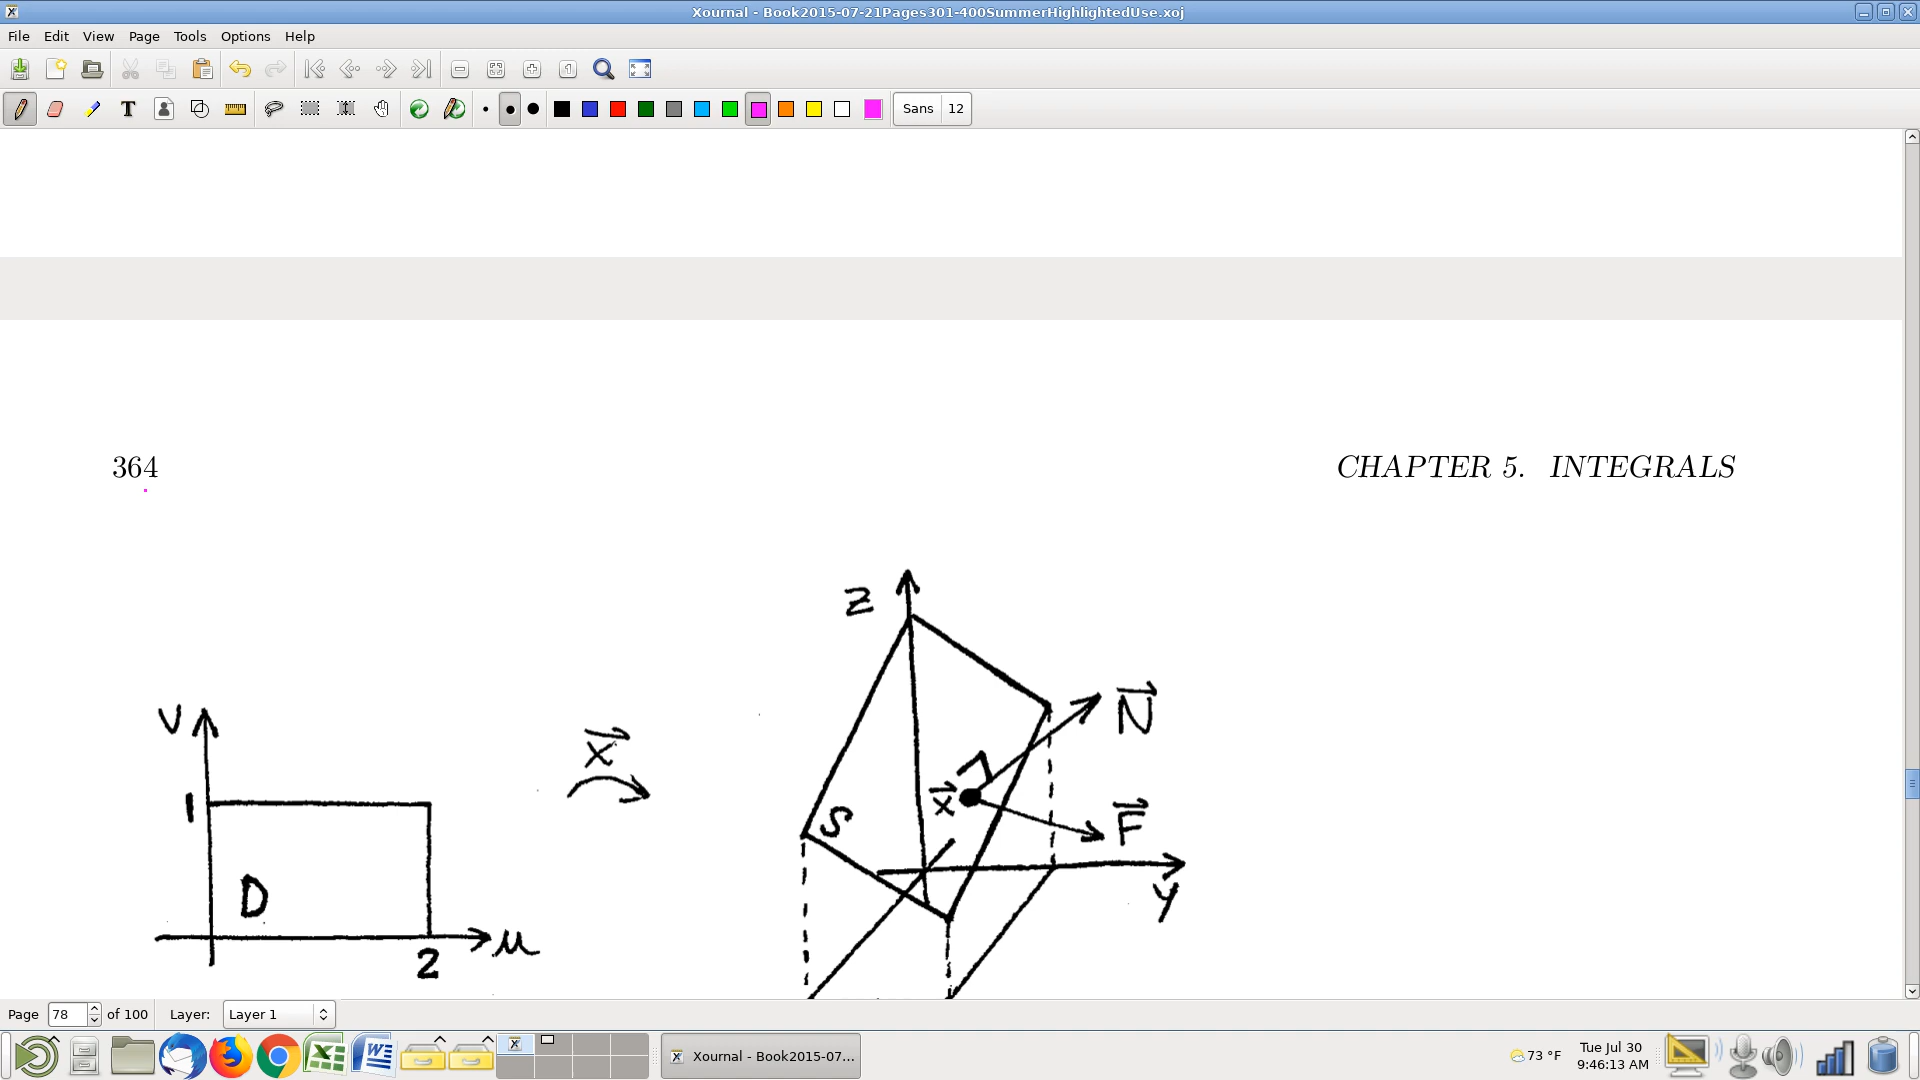 Xournal - Book2015-07-21Pages301-400SummerHighlightedUse.xoj
File Edit View Page Tools Options Help
Sans 12
364 CHAPTER 5. INTEGRALS
z
N
V
x
1
x
S
F
D
y
2
u
Page 78 of 100 Layer: Layer 1
Xournal - Book2015-07...
73 °F
Tue Jul 30
9:46:13 AM